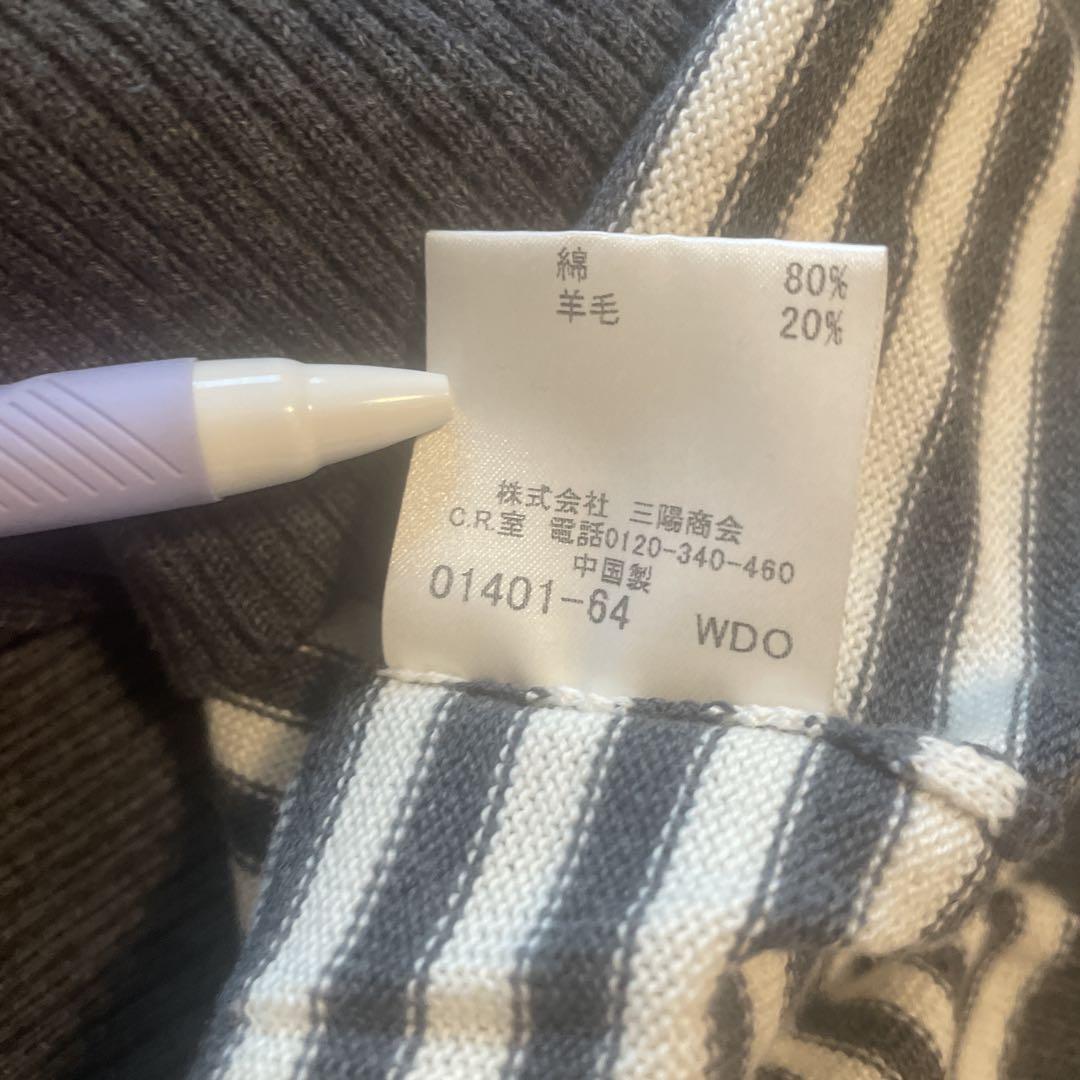 綿 80%
羊毛 20%
株式会社 三陽商会
C.R.室 電話0120-340-460
中国製
01401-64 WDO